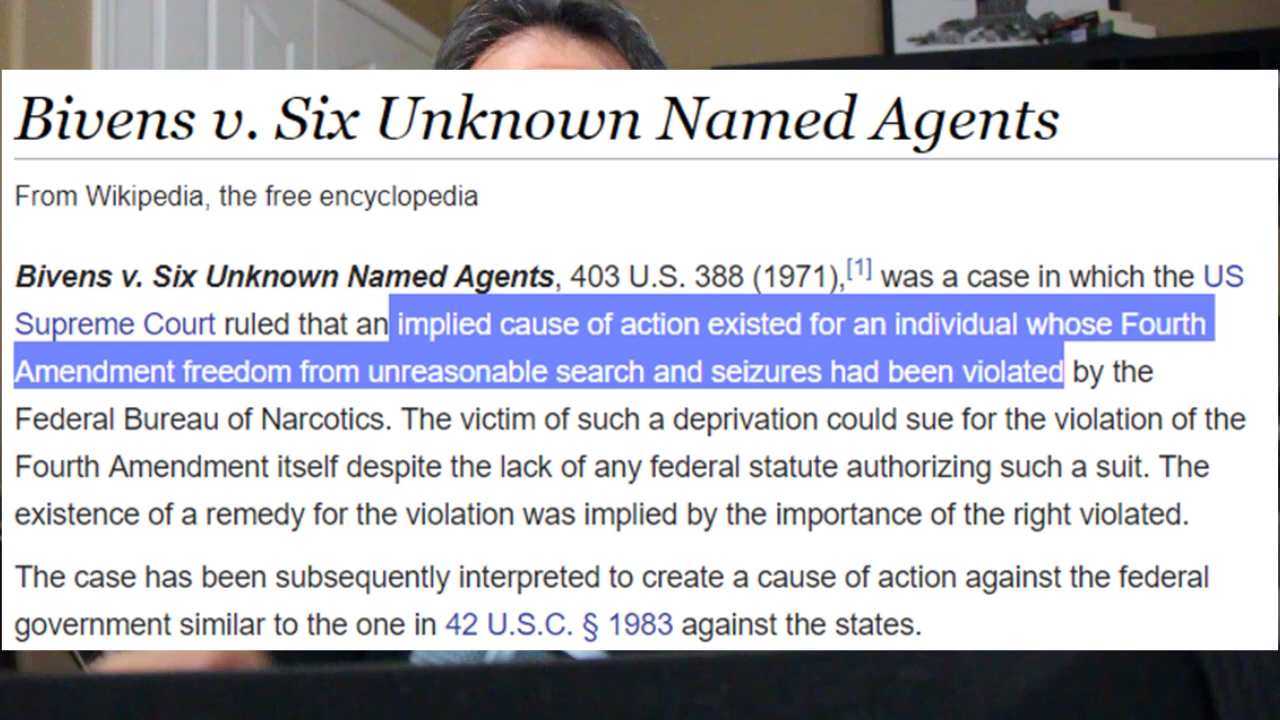 Bivens v. Six Unknown Named Agents
From Wikipedia, the free encyclopedia
Bivens v. Six Unknown Named Agents, 403 U.S. 388 (1971),[1] was a case in which the US
Supreme Court ruled that an implied cause of action existed for an individual whose Fourth
Amendment freedom from unreasonable search and seizures had been violated by the
Federal Bureau of Narcotics. The victim of such a deprivation could sue for the violation of the
Fourth Amendment itself despite the lack of any federal statute authorizing such a suit. The
existence of a remedy for the violation was implied by the importance of the right violated.
The case has been subsequently interpreted to create a cause of action against the federal
government similar to the one in 42 U.S.C. § 1983 against the states.